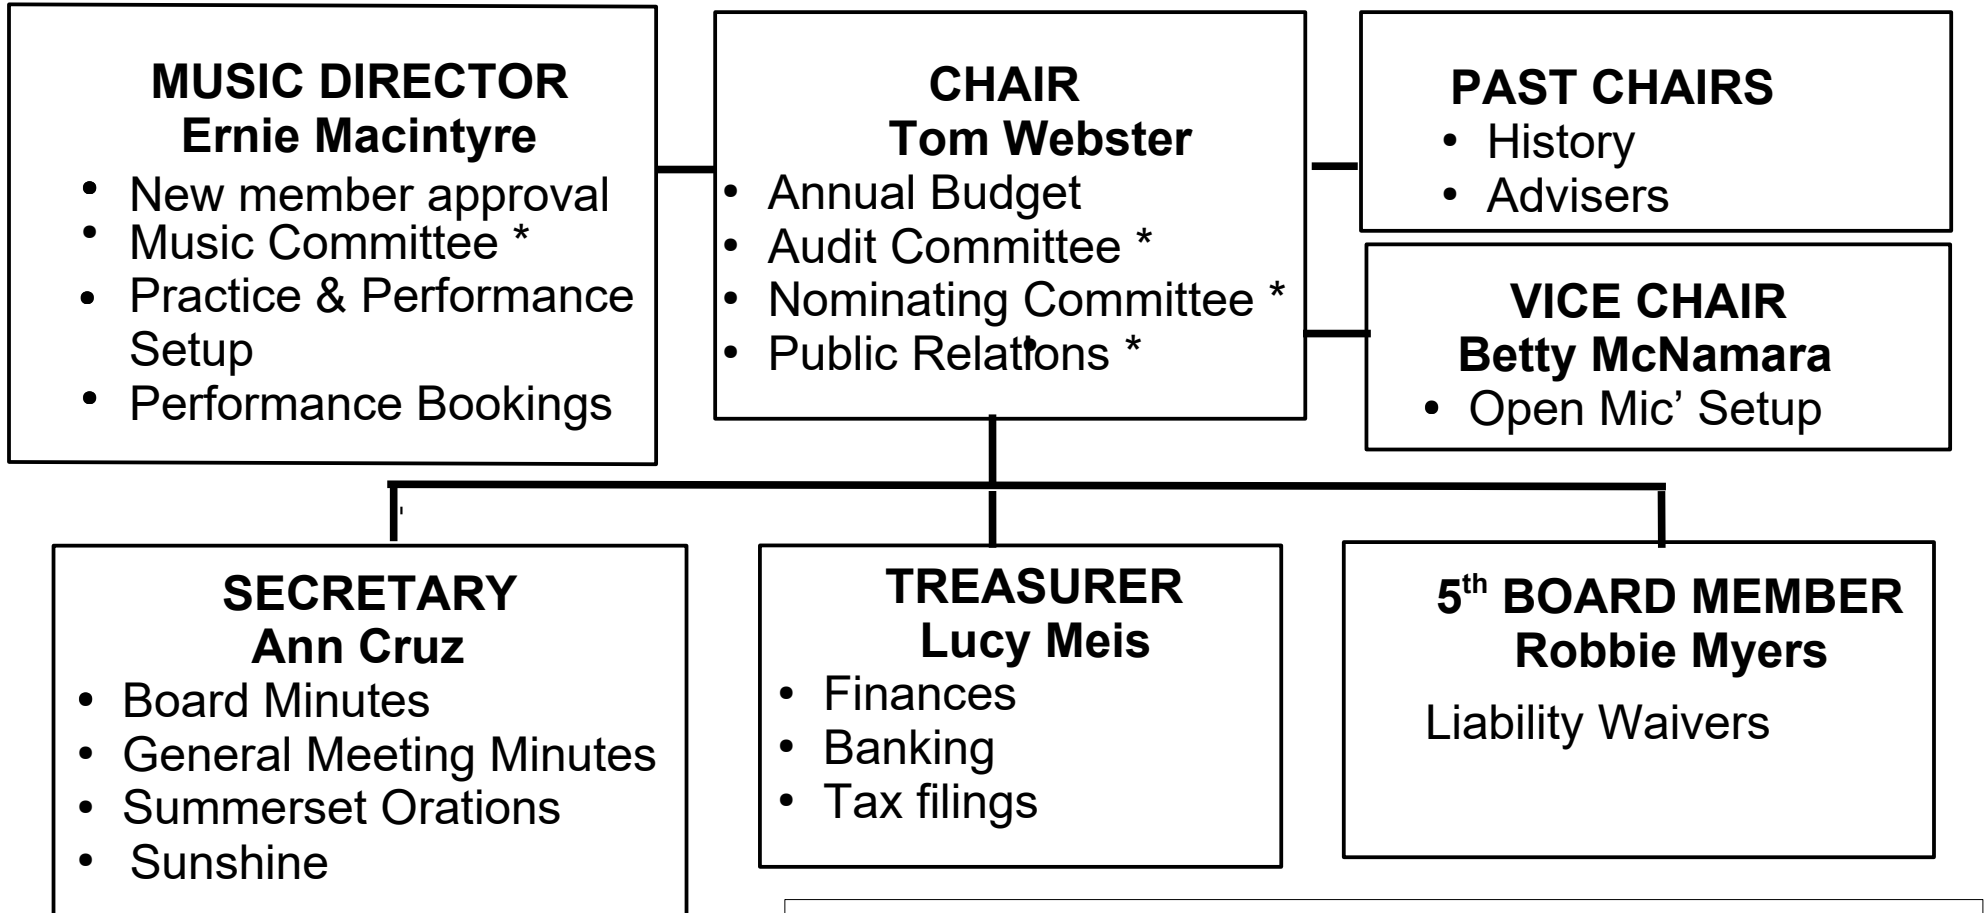 MUSIC DIRECTOR
Ernie Macintyre
• New member approval
• Music Committee *
• Practice & Performance
Setup
• Performance Bookings
CHAIR
Tom Webster
• Annual Budget
• Audit Committee *
• Nominating Committee *
• Public Relations *
PAST CHAIRS
• History
• Advisers
VICE CHAIR
Betty McNamara
• Open Mic’ Setup
SECRETARY
Ann Cruz
• Board Minutes
• General Meeting Minutes
• Summerset Orations
• Sunshine
TREASURER
Lucy Meis
• Finances
• Banking
• Tax filings
5th BOARD MEMBER
Robbie Myers
Liability Waivers